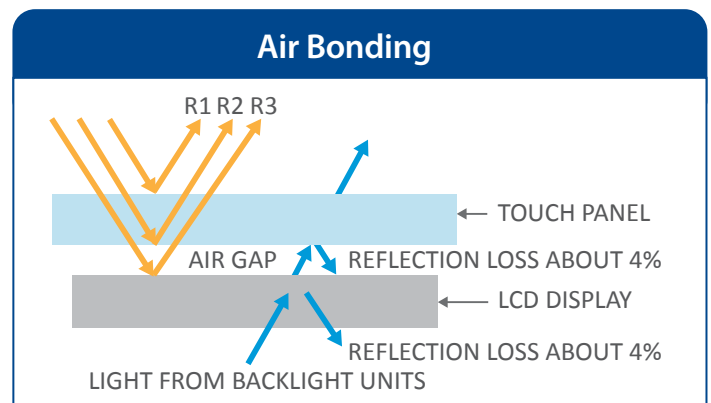 Air Bonding
R1 R2 R3
TOUCH PANEL
AIR GAP
REFLECTION LOSS ABOUT 4%
LCD DISPLAY
REFLECTION LOSS ABOUT 4%
LIGHT FROM BACKLIGHT UNITS